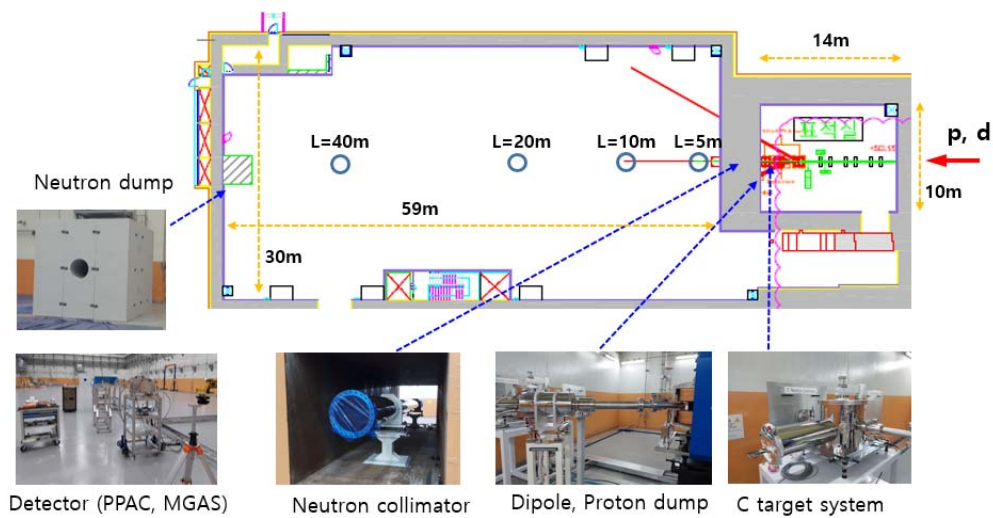 14m
표적실
p, d
L=40m
L=20m
L=10m
L=5m
10m
Neutron dump
59m
30m
Detector (PPAC, MGAS)
Neutron collimator
Dipole, Proton dump
C target system